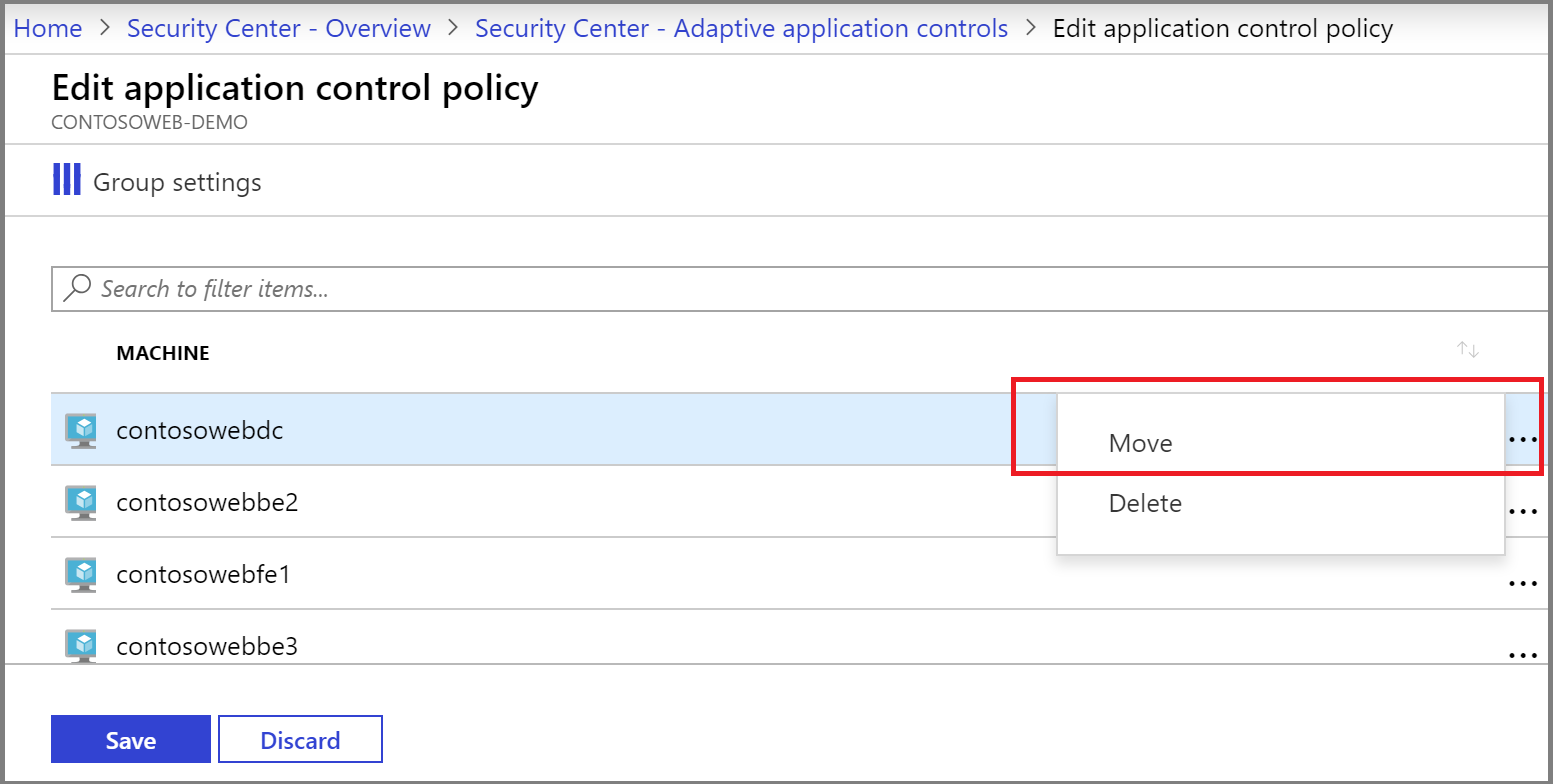 Home > Security Center - Overview > Security Center - Adaptive application controls > Edit application control policy
Edit application control policy
CONTOSOWEB-DEMO
Group settings
Search to filter items...
MACHINE
contosowebdc
Move
...
contosowebbe2
Delete
...
contosowebfe1
...
contosowebbe3
...
Save
Discard